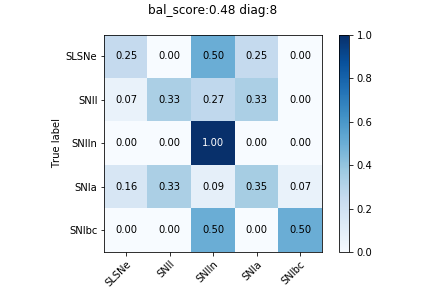 bal_score:0.48 diag:8
SLSNe 0.25 0.00 0.50 0.25 0.00
SNII 0.07 0.33 0.27 0.33 0.00
SNIIn 0.00 0.00 1.00 0.00 0.00
SNIa 0.16 0.33 0.09 0.35 0.07
SNIbc 0.00 0.00 0.50 0.00 0.50
True label
SLSNe SNII SNIIn SNIa SNIbc
1.0
0.8
0.6
0.4
0.2
0.0